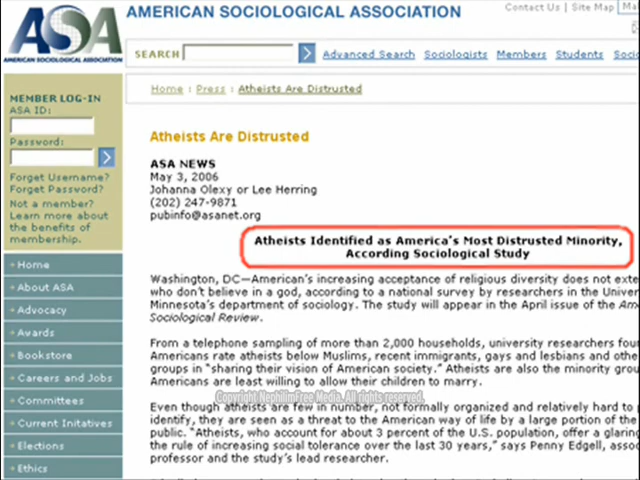 ASA
AMERICAN SOCIOLOGICAL ASSOCIATION
AMERICAN SOCIOLOGICAL ASSOCIATION
Contact Us | Site Map
SEARCH
Advanced Search Sociologists Members Students
Home : Press : Atheists Are Distrusted
MEMBER LOG-IN
ASA ID:
Password:
Forget Username?
Forget Password?
Not a member?
Learn more about
the benefits of
membership.
Home
About ASA
Advocacy
Awards
Bookstore
Careers and Jobs
Committees
Current Initatives
Elections
Ethics
Atheists Are Distrusted
ASA NEWS
May 3, 2006
Johanna Olexy or Lee Herring
(202) 247-9871
pubinfo@asanet.org
Atheists Identified as America's Most Distrusted Minority,
According Sociological Study
Washington, DC—American's increasing acceptance of religious diversity does not exte
who don't believe in a god, according to a national survey by researchers in the Univer
Minnesota's department of sociology. The study will appear in the April issue of the Am
Sociological Review.
From a telephone sampling of more than 2,000 households, university researchers four
Americans rate atheists below Muslims, recent immigrants, gays and lesbians and othe
groups in "sharing their vision of American society." Atheists are also the minority grou
Americans are least willing to allow their children to marry.
Copyright NephilimFree Media. All rights reserved.
Even though atheists are few in number, not formally organized and relatively hard to p
identify, they are seen as a threat to the American way of life by a large portion of the
public. "Atheists, who account for about 3 percent of the U.S. population, offer a glaring
the rule of increasing social tolerance over the last 30 years," says Penny Edgell, assoc
professor and the study's lead researcher.